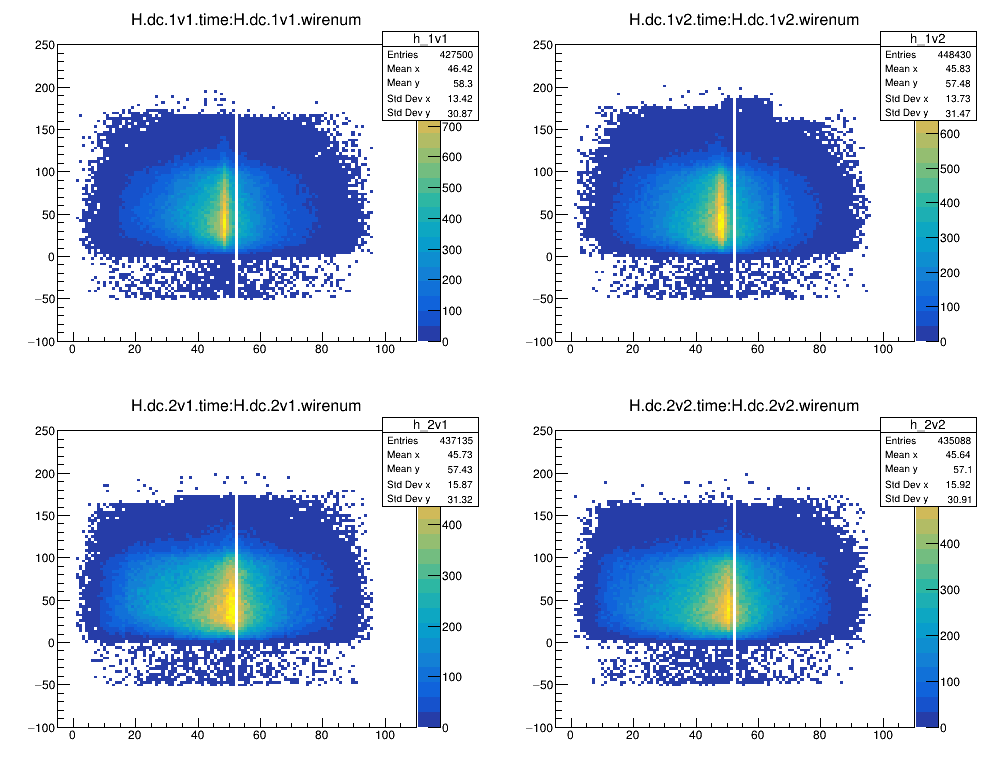 H.dc.1v1.time:H.dc.1v1.wirenum
h_1v1
Entries 427500
Mean x 46.42
Mean y 58.3
Std Dev x 13.42
Std Dev y 30.87
250
200
150
100
50
0
−50
−100
0 20 40 60 80 100
700
600
500
400
300
200
100
0
H.dc.1v2.time:H.dc.1v2.wirenum
h_1v2
Entries 448430
Mean x 45.83
Mean y 57.48
Std Dev x 13.73
Std Dev y 31.47
250
200
150
100
50
0
−50
−100
0 20 40 60 80 100
600
500
400
300
200
100
0
H.dc.2v1.time:H.dc.2v1.wirenum
h_2v1
Entries 437135
Mean x 45.73
Mean y 57.43
Std Dev x 15.87
Std Dev y 31.32
250
200
150
100
50
0
−50
−100
0 20 40 60 80 100
400
300
200
100
0
H.dc.2v2.time:H.dc.2v2.wirenum
h_2v2
Entries 435088
Mean x 45.64
Mean y 57.1
Std Dev x 15.92
Std Dev y 30.91
250
200
150
100
50
0
−50
−100
0 20 40 60 80 100
400
300
200
100
0